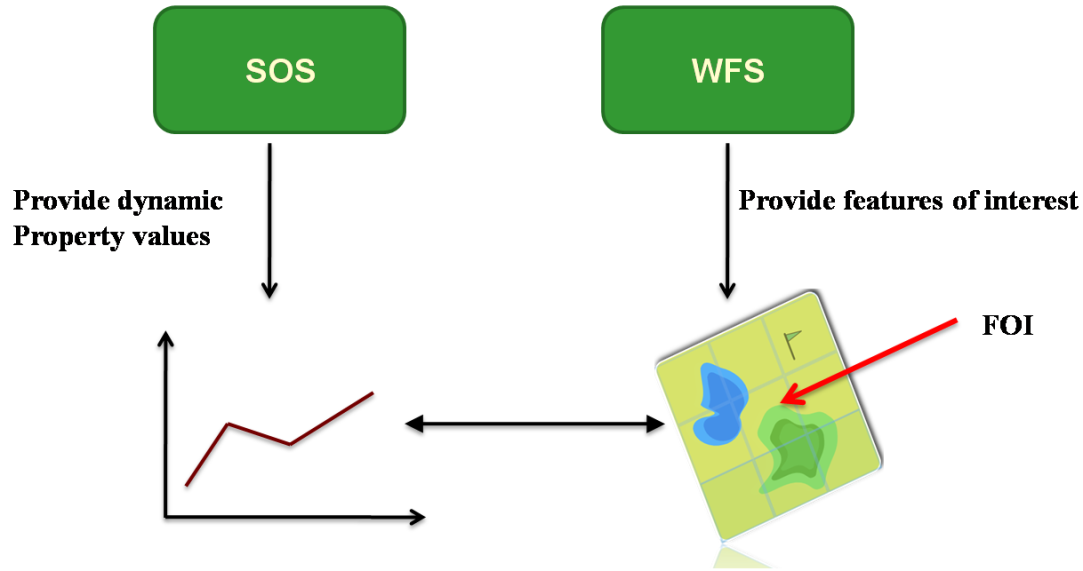 SOS
WFS
Provide dynamic
Property values
Provide features of interest
FOI